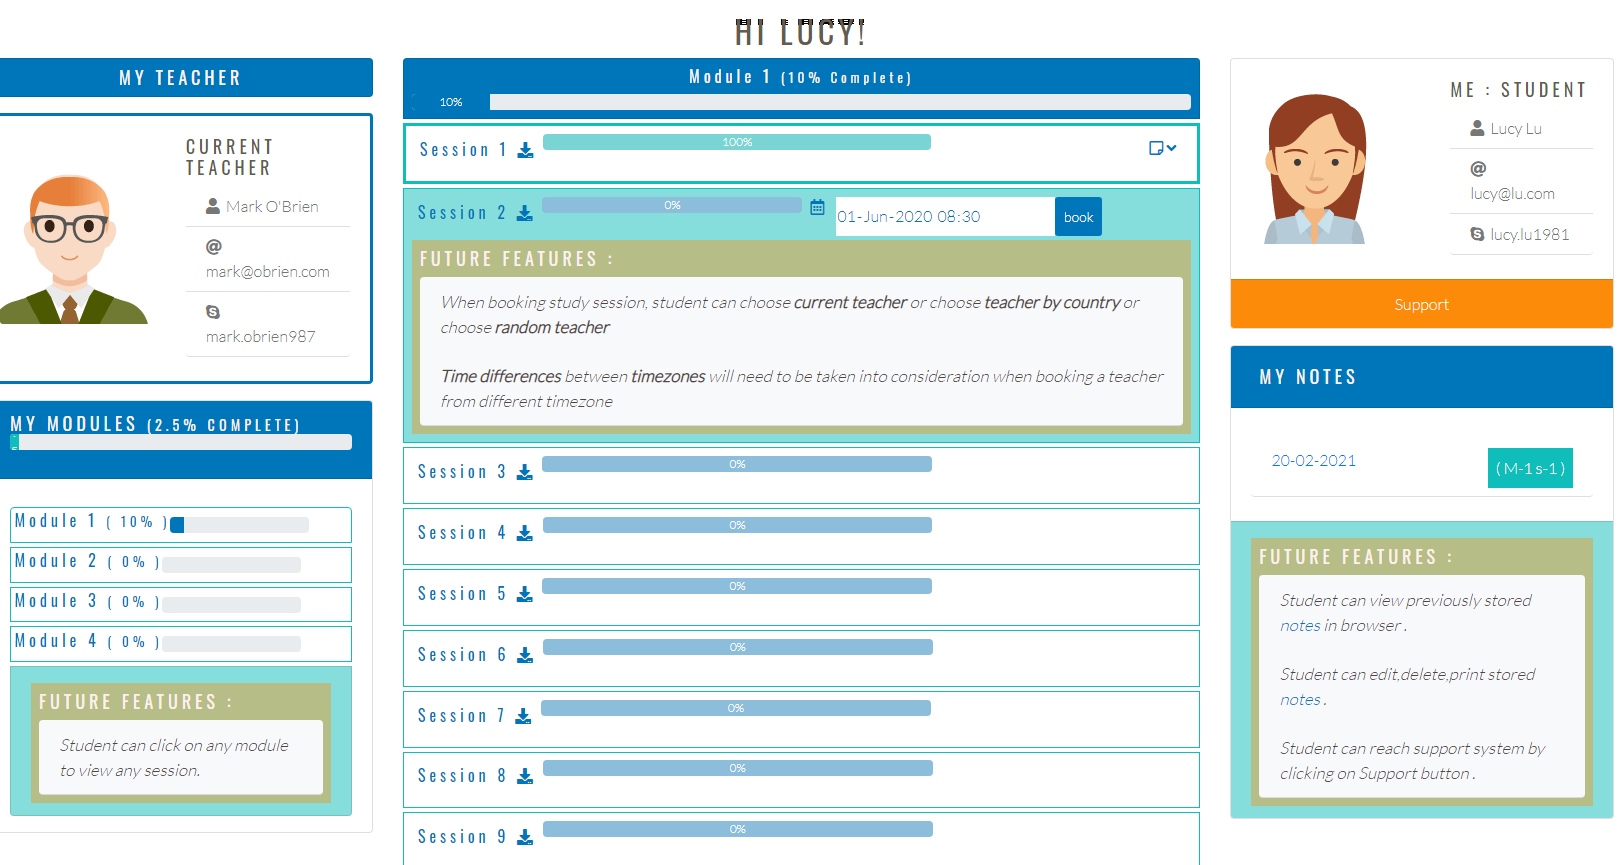 HI LUCY!
MY TEACHER
CURRENT
TEACHER
Mark O'Brien
@
mark@obrien.com
mark.obrien987
MY MODULES (2.5% COMPLETE)
Module 1 ( 10% )
Module 2 ( 0% )
Module 3 ( 0% )
Module 4 ( 0% )
FUTURE FEATURES :
Student can click on any module
to view any session.
Module 1 (10% Complete)
10%
Session 1 100%
Session 2 0% 01-Jun-2020 08:30 book
FUTURE FEATURES :
When booking study session, student can choose current teacher or choose teacher by country or
choose random teacher
Time differences between timezones will need to be taken into consideration when booking a teacher
from different timezone
Session 3 0%
Session 4 0%
Session 5 0%
Session 6 0%
Session 7 0%
Session 8 0%
Session 9 0%
ME : STUDENT
Lucy Lu
@
lucy@lu.com
lucy.lu1981
Support
MY NOTES
20-02-2021 ( M-1 s-1 )
FUTURE FEATURES :
Student can view previously stored
notes in browser .
Student can edit,delete,print stored
notes .
Student can reach support system by
clicking on Support button .